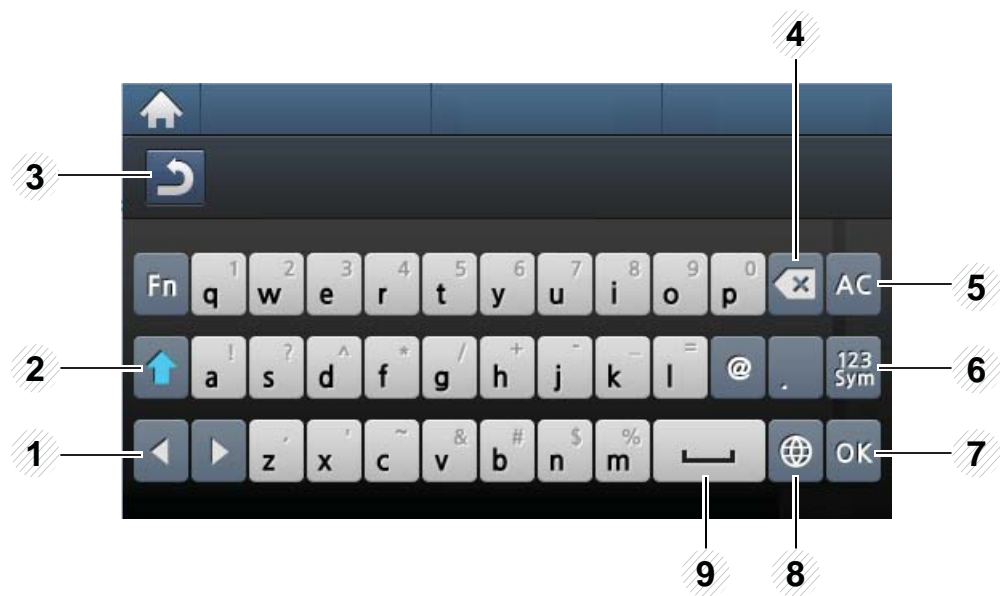 4
3
Fn q 1 w 2 e 3 r 4 t 5 y 6 u 7 i 8 o 9 p 0 AC 5
2 a ! s ? d ^ f * g / h + j - k _ l = @ . 123 Sym 6
1 z ´ x ' c ~ v & b # n $ m % OK 7
9 8